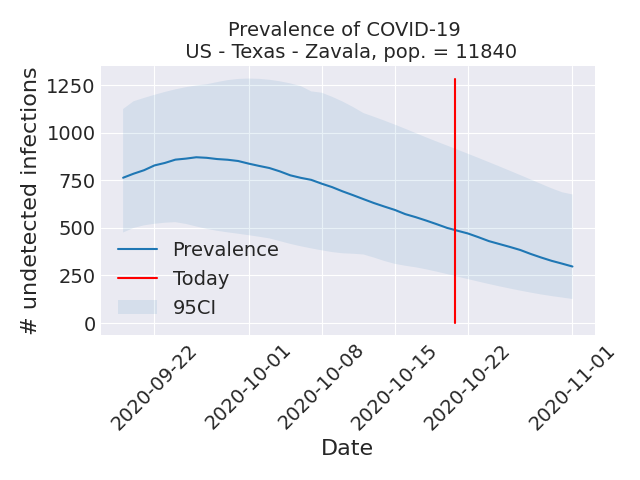 Prevalence of COVID-19
US - Texas - Zavala, pop. = 11840
# undetected infections
1250
1000
750
500
250
0
Prevalence
Today
95CI
2020-09-22
2020-10-01
2020-10-08
2020-10-15
2020-10-22
2020-11-01
Date